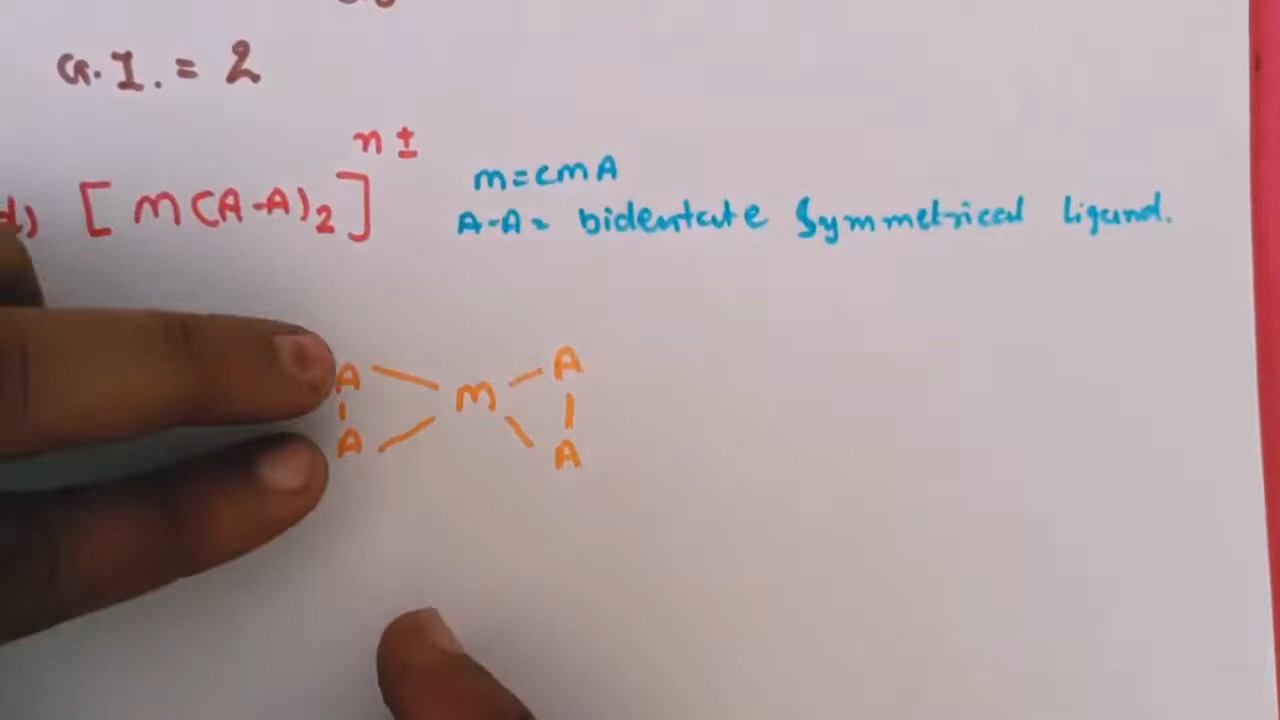 G.I. = 2
d) [M(A-A)2]n±
m=cmA
A-A= bidentate Symmetrical Ligand.
A M A
A A